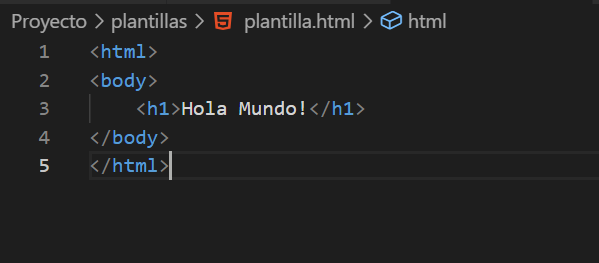 Proyecto > plantillas > plantilla.html > html
1 <html>
2 <body>
3     <h1>Hola Mundo!</h1>
4 </body>
5 </html>